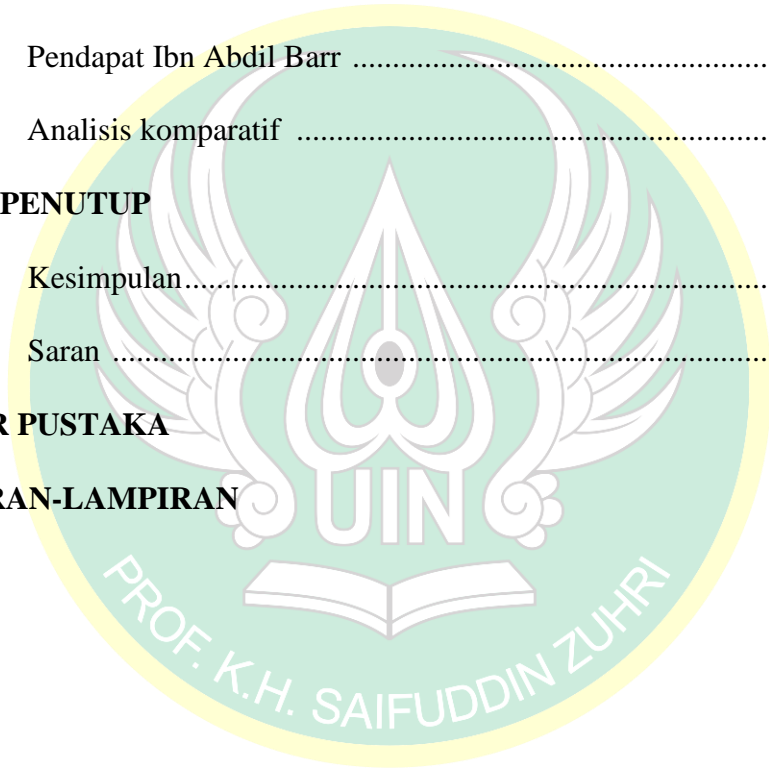 Pendapat Ibn Abdil Barr ....................................................
Analisis komparatif ...........................................................
PENUTUP
Kesimpulan.........................................................................
Saran ..................................................................................
R PUSTAKA
RAN-LAMPIRAN
UIN
PROF. K.H. SAIFUDDIN ZUHRI